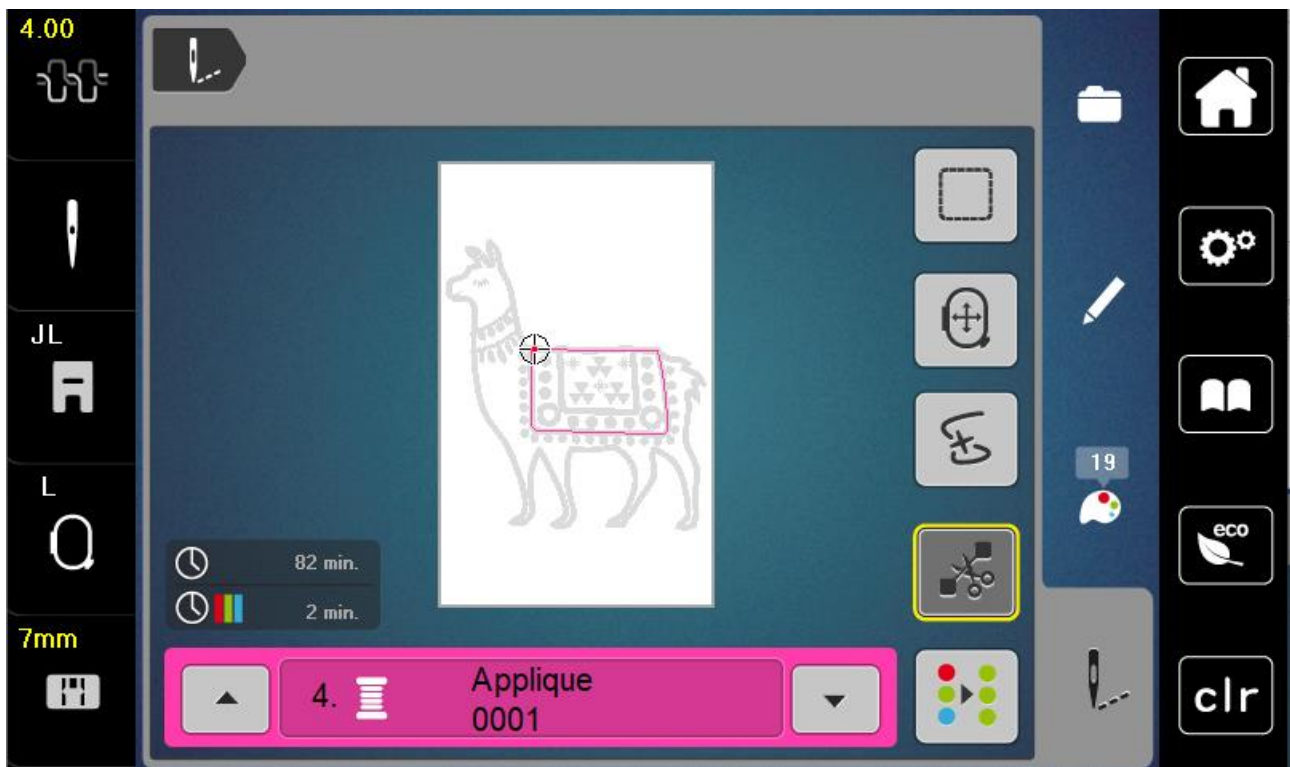 4.00
JL
L
7mm
82 min.
2 min.
4. Applique
0001
19
eco
clr